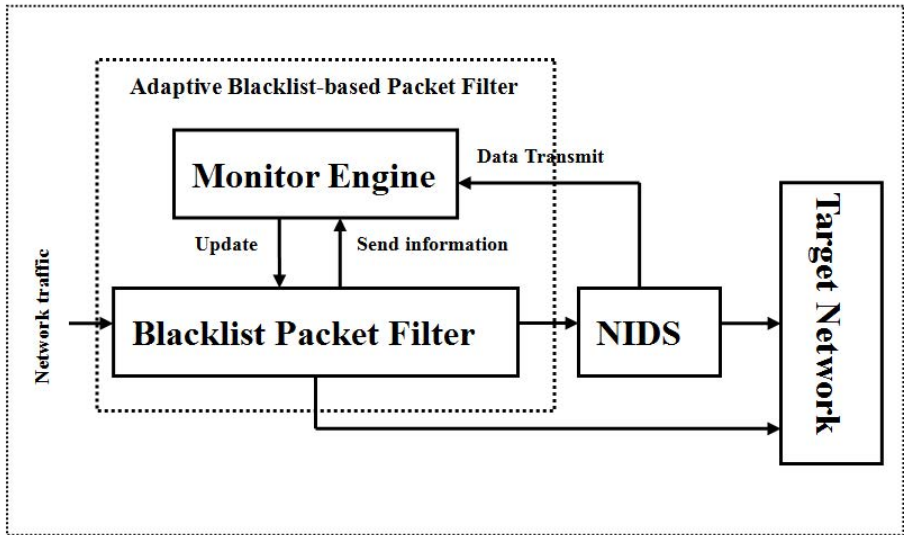 Adaptive Blacklist-based Packet Filter
Monitor Engine
Data Transmit
Update
Send information
Network traffic
Blacklist Packet Filter
NIDS
Target Network